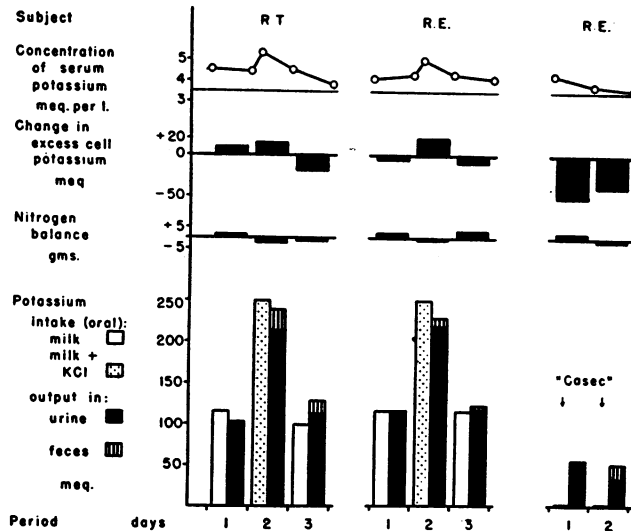 Subject R T R.E. R.E.
Concentration
of serum
potassium
meq. per l.
5
4
3
Change in
excess cell
potassium
meq
+20
0
-50
Nitrogen
balance
gms.
+5
-5
Potassium
intake (oral):
milk
milk +
KCl
output in:
urine
feces
meq.
250
200
150
100
50
"Casec"
Period days 1 2 3 1 2 3 1 2